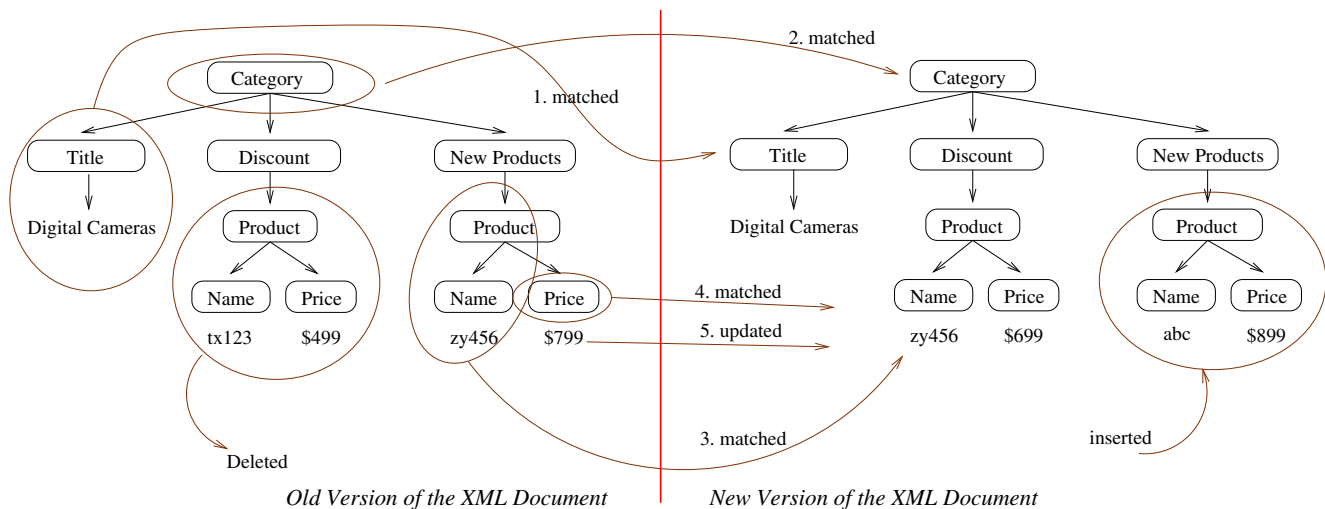 2. matched
Category
Category
1. matched
Title
Discount
New Products
Title
Discount
New Products
Digital Cameras
Product
Product
Digital Cameras
Product
Product
Name
Price
Name
Price
4. matched
Name
Price
Name
Price
tx123
$499
zy456
$799
5. updated
zy456
$699
abc
$899
3. matched
inserted
Deleted
Old Version of the XML Document
New Version of the XML Document